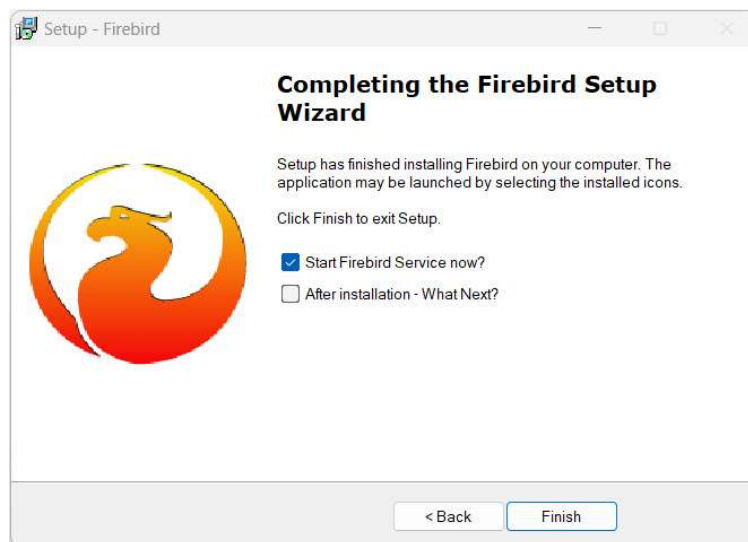 Setup - Firebird
Completing the Firebird Setup
Wizard
Setup has finished installing Firebird on your computer. The
application may be launched by selecting the installed icons.
Click Finish to exit Setup.
Start Firebird Service now?
After installation - What Next?
< Back
Finish